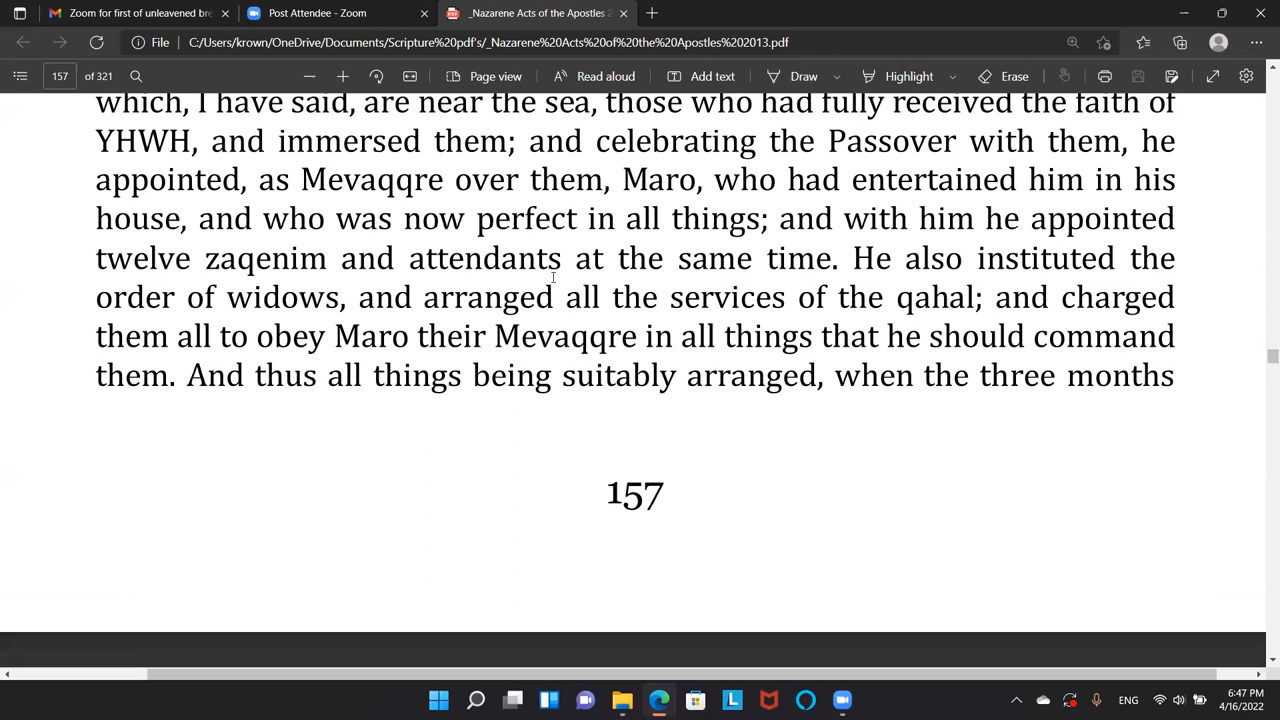 Zoom for first of unleavened bre
Post Attendee - Zoom
_Nazarene Acts of the Apostles 2
File
C:/Users/krown/OneDrive/Documents/Scripture%20pdf's/_Nazarene%20Acts%20of%20the%20Apostles%202013.pdf
157 of 321
Page view
Read aloud
Add text
Draw
Highlight
Erase
which, I have said, are near the sea, those who had fully received the faith of
YHWH, and immersed them; and celebrating the Passover with them, he
appointed, as Mevaqqre over them, Maro, who had entertained him in his
house, and who was now perfect in all things; and with him he appointed
twelve zaqenim and attendants at the same time. He also instituted the
order of widows, and arranged all the services of the qahal; and charged
them all to obey Maro their Mevaqqre in all things that he should command
them. And thus all things being suitably arranged, when the three months
157
ENG
6:47 PM
4/16/2022